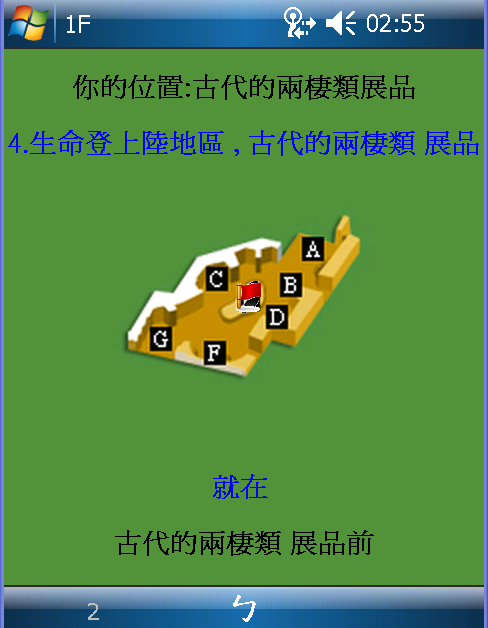 1F 02:55
你的位置:古代的兩棲類展品
4.生命登上陸地區 , 古代的兩棲類 展品
A
C
B
D
G
F
就在
古代的兩棲類 展品前
2 ㄅ